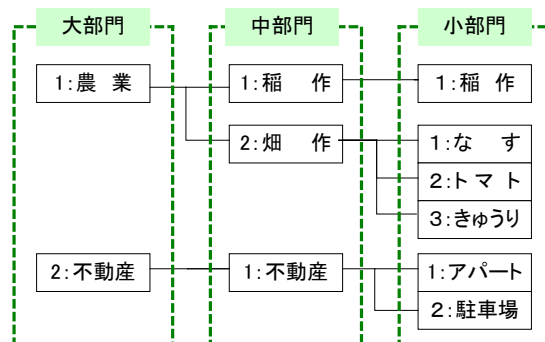 大部門 中部門 小部門
1:農 業 1:稲 作 1:稲 作
2:畑 作 1:な す
2:ト マ ト
3:きゅうり
2:不動産 1:不動産 1:アパート
2:駐車場